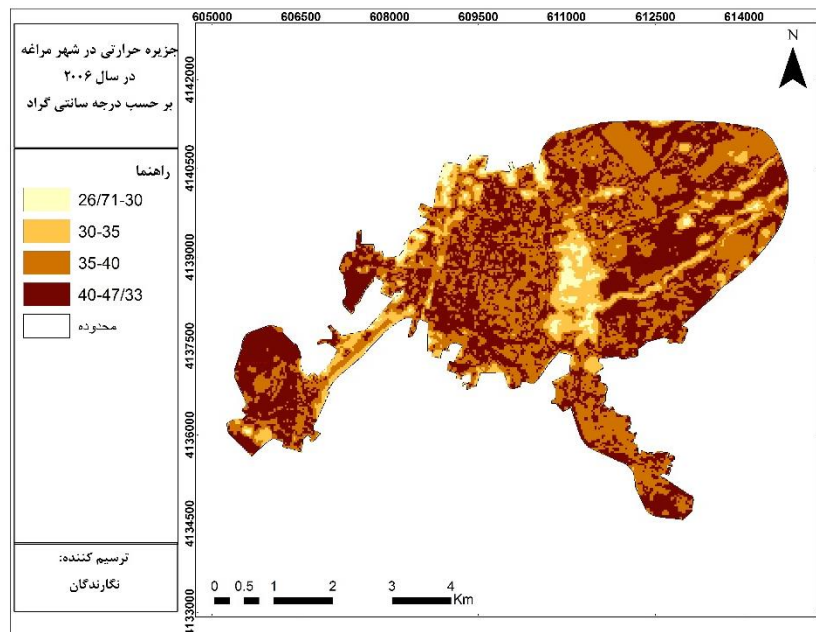 جزیره حرارتی در شهر مراغه
در سال ۲۰۰۶
بر حسب درجه سانتی گراد
راهنما
26/71-30
30-35
35-40
40-47/33
محدوده
ترسیم کننده:
نگارندگان
605000 606500 608000 609500 611000 612500 614000
N
4142000
4140500
4139000
4137500
4136000
4134500
4133000
0 0.5 1 2 3 4
Km